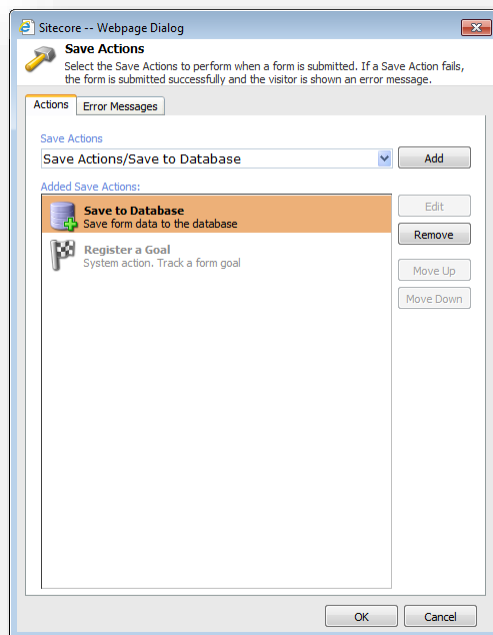 Sitecore -- Webpage Dialog
Save Actions
Select the Save Actions to perform when a form is submitted. If a Save Action fails,
the form is submitted successfully and the visitor is shown an error message.
Actions
Error Messages
Save Actions
Save Actions/Save to Database
Add
Added Save Actions:
Save to Database
Save form data to the database
Register a Goal
System action. Track a form goal
Edit
Remove
Move Up
Move Down
OK
Cancel